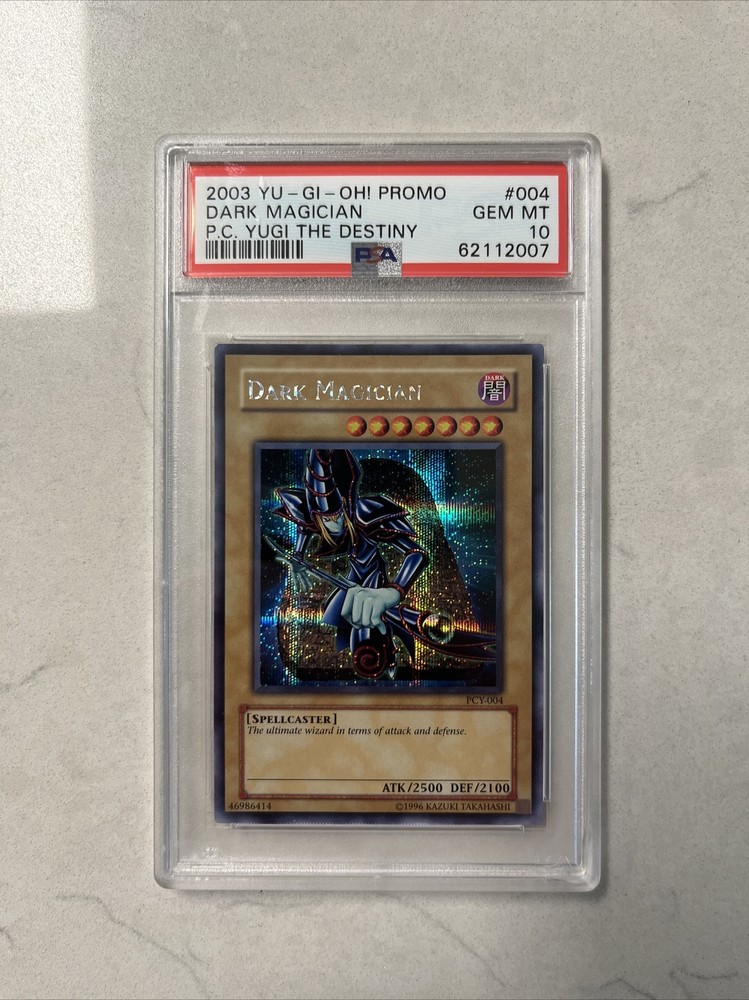 2003 YU-GI-OH! PROMO #004
DARK MAGICIAN GEM MT
P.C. YUGI THE DESTINY 10
PSA 62112007
DARK MAGICIAN
DARK
闇
PCY-004
[SPELLCASTER]
The ultimate wizard in terms of attack and defense.
ATK/2500 DEF/2100
46986414 ©1996 KAZUKI TAKAHASHI